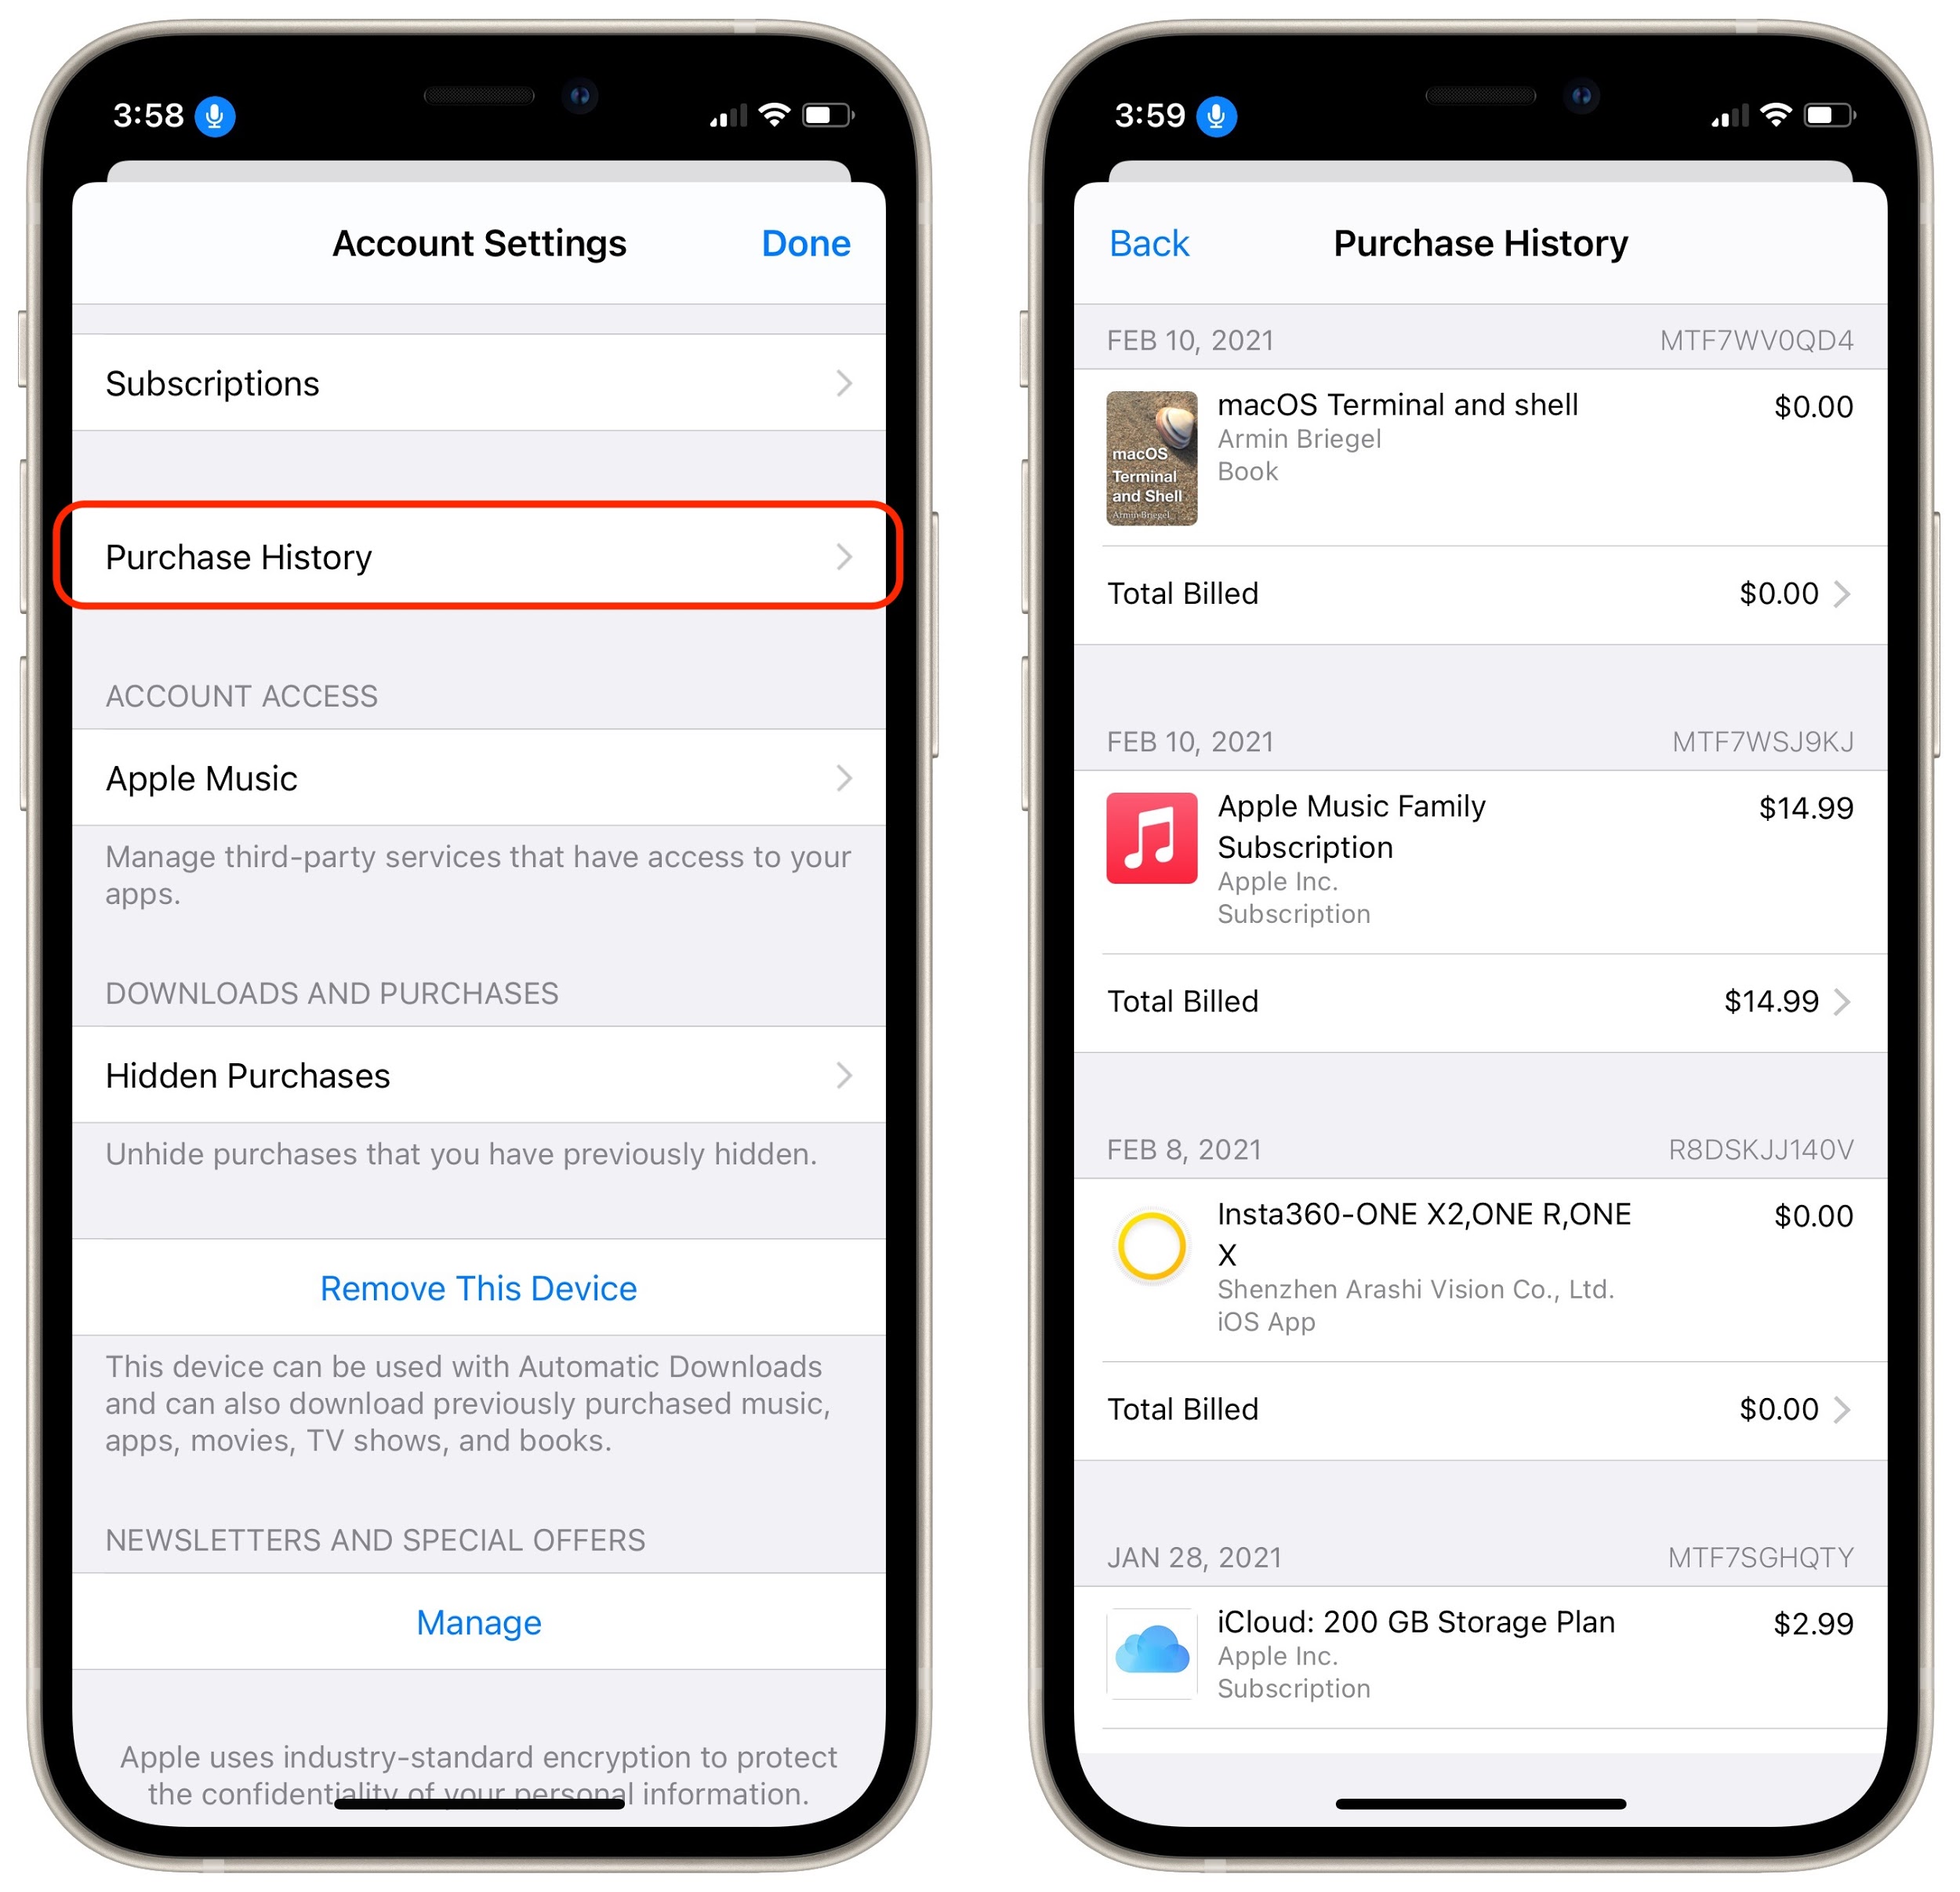 3:58
Account Settings
Done
Subscriptions
Purchase History
ACCOUNT ACCESS
Apple Music
Manage third-party services that have access to your
apps.
DOWNLOADS AND PURCHASES
Hidden Purchases
Unhide purchases that you have previously hidden.
Remove This Device
This device can be used with Automatic Downloads
and can also download previously purchased music,
apps, movies, TV shows, and books.
NEWSLETTERS AND SPECIAL OFFERS
Manage
Apple uses industry-standard encryption to protect
the confidentiality of your personal information.
3:59
Back
Purchase History
FEB 10, 2021 MTF7WV0QD4
macOS
Terminal
and Shell
Armin Briegel
macOS Terminal and shell $0.00
Armin Briegel
Book
Total Billed $0.00
FEB 10, 2021 MTF7WSJ9KJ
Apple Music Family $14.99
Subscription
Apple Inc.
Subscription
Total Billed $14.99
FEB 8, 2021 R8DSKJJ140V
Insta360-ONE X2,ONE R,ONE $0.00
X
Shenzhen Arashi Vision Co., Ltd.
iOS App
Total Billed $0.00
JAN 28, 2021 MTF7SGHQTY
iCloud: 200 GB Storage Plan $2.99
Apple Inc.
Subscription